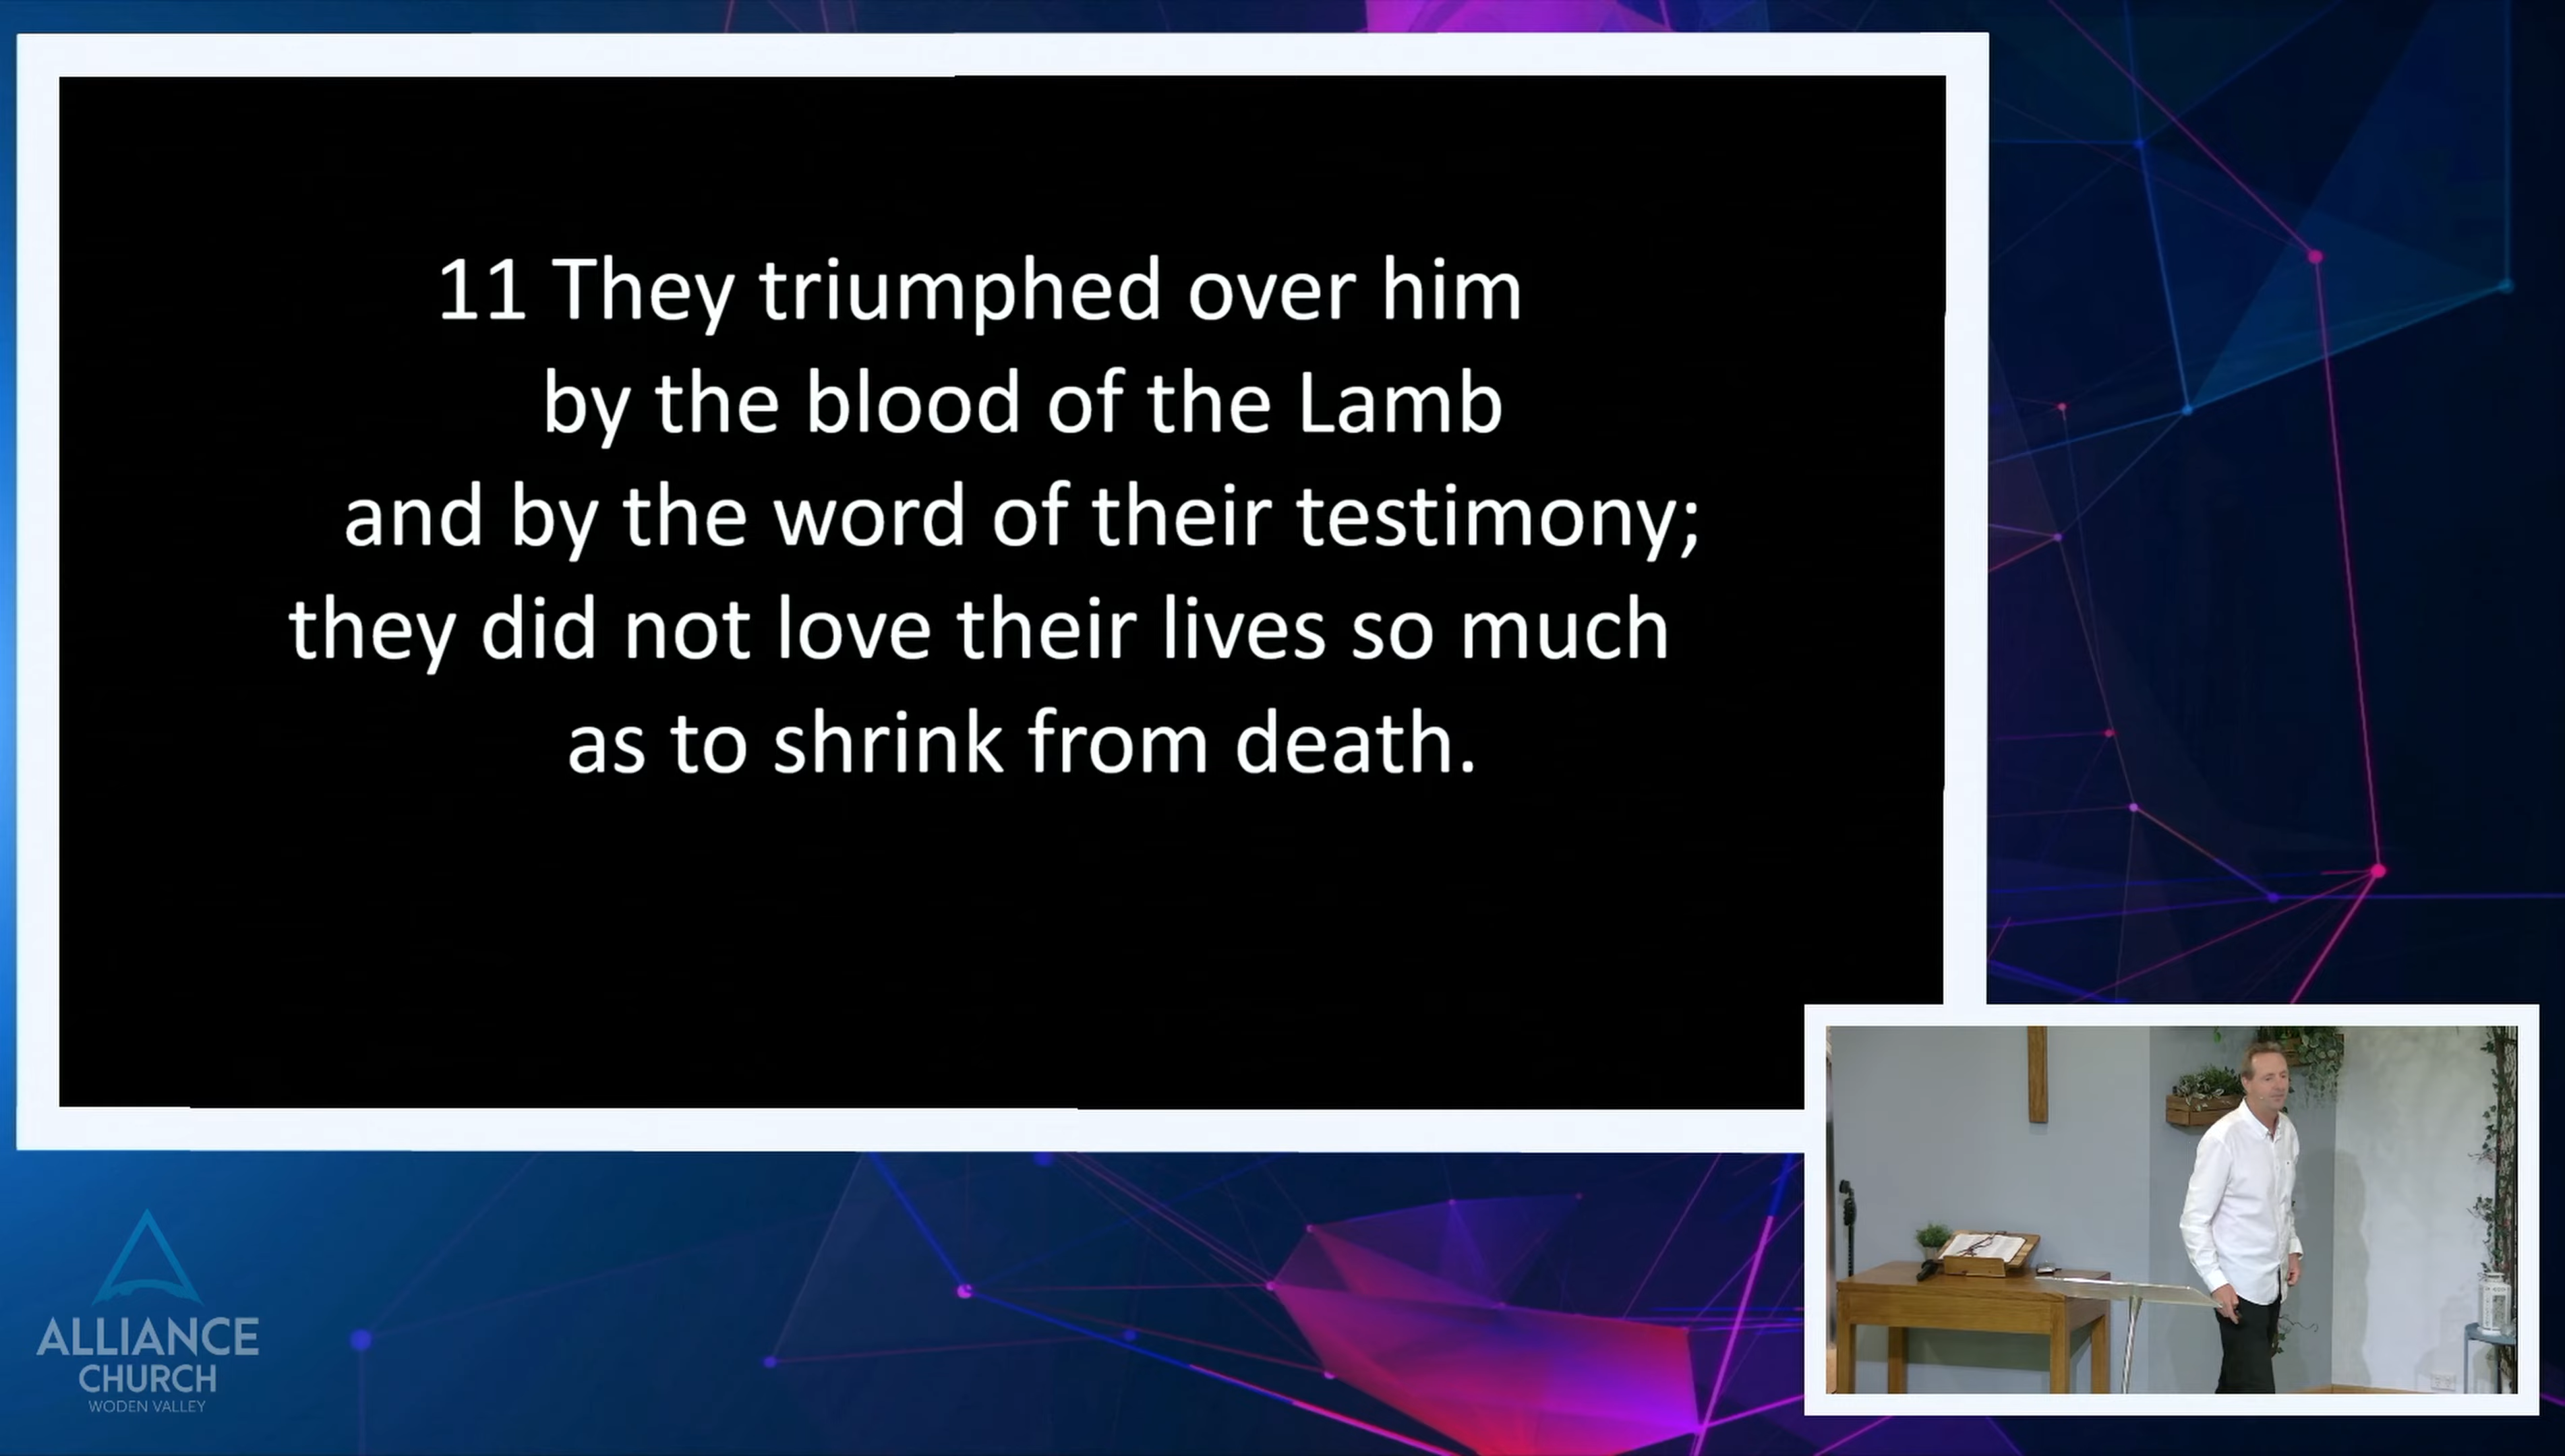 11 They triumphed over him
by the blood of the Lamb
and by the word of their testimony;
they did not love their lives so much
as to shrink from death.
ALLIANCE
CHURCH
WODEN VALLEY